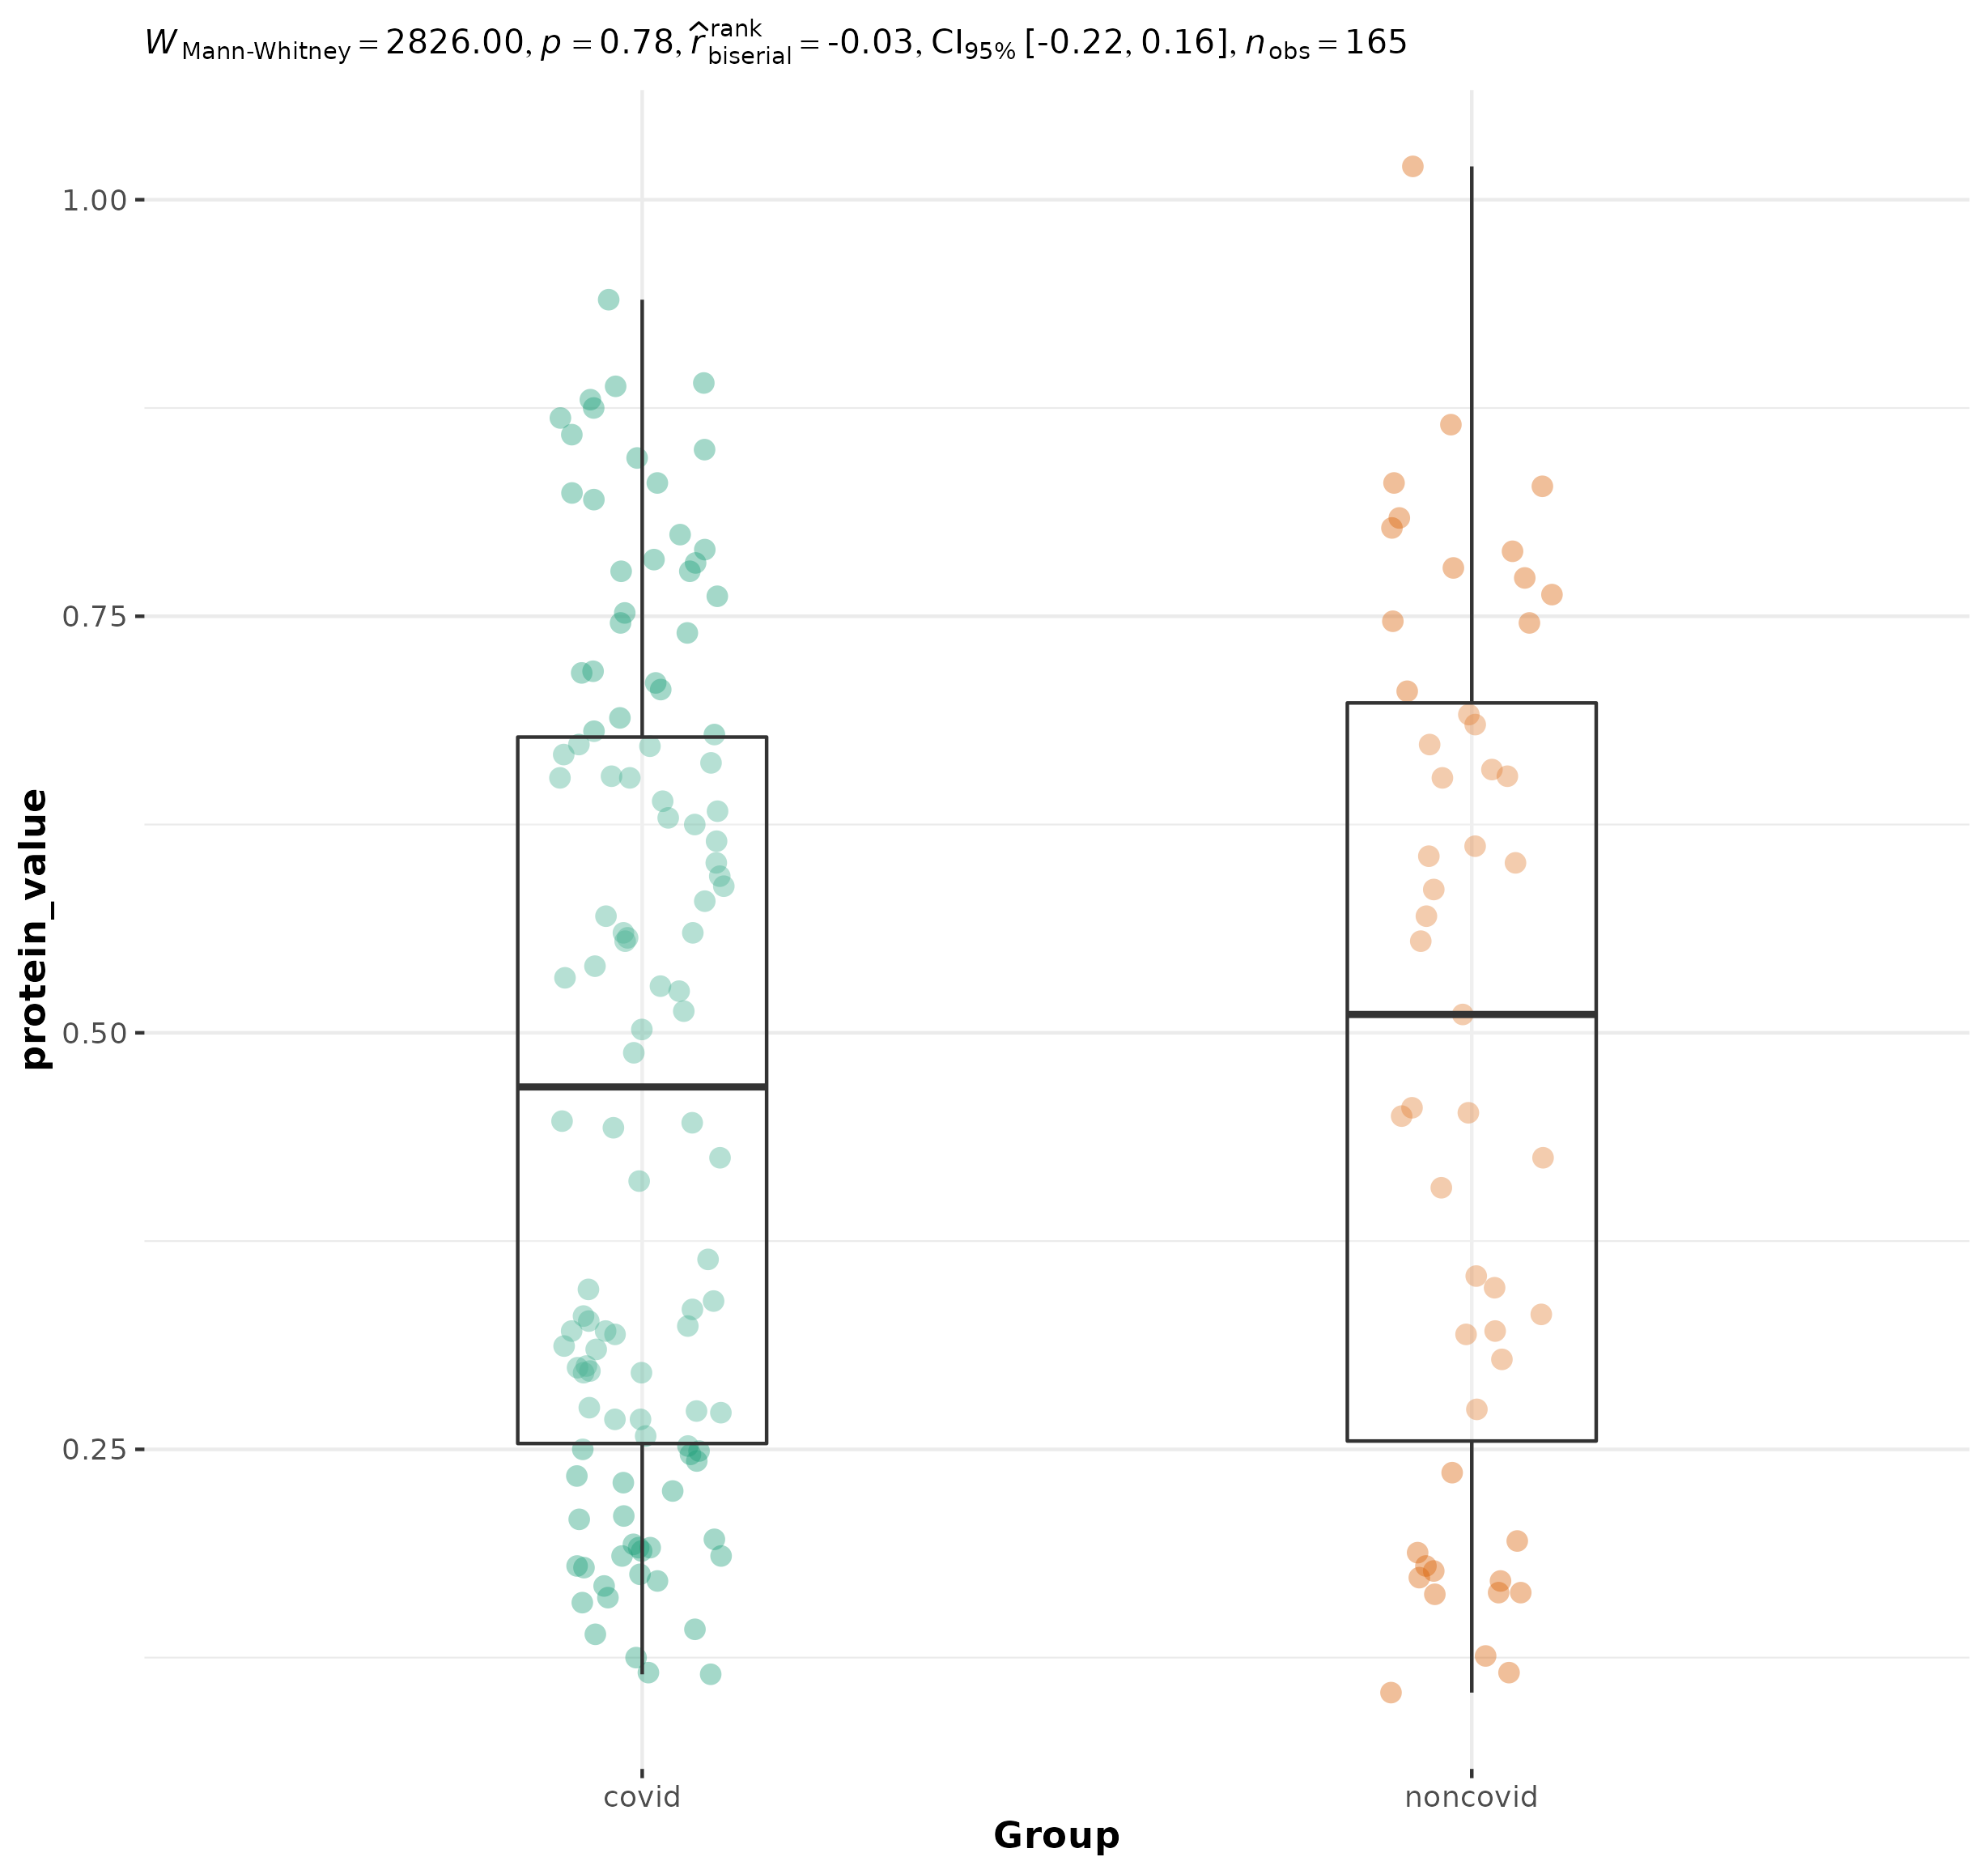 W Mann-Whitney = 2826.00, p = 0.78, r̂ rank biserial = -0.03, CI95% [-0.22, 0.16], n obs = 165
1.00
0.75
0.50
0.25
protein_value
covid noncovid
Group